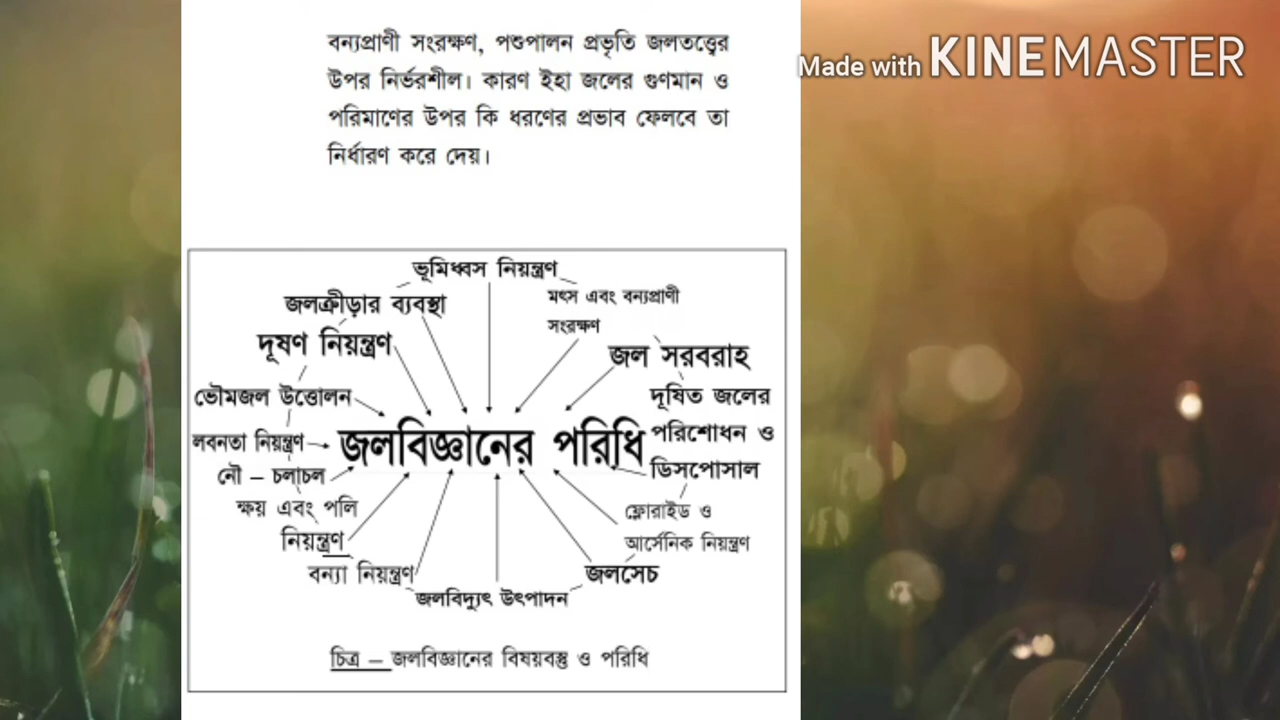 বন্যপ্রাণী সংরক্ষণ, পশুপালন প্রভৃতি জলতত্ত্বের
উপর নির্ভরশীল। কারণ ইহা জলের গুণমান ও
পরিমাণের উপর কি ধরণের প্রভাব ফেলবে তা
নির্ধারণ করে দেয়।
Made with KINEMASTER
ভূমিধ্বস নিয়ন্ত্রণ
জলক্রীড়ার ব্যবস্থা
মৎস এবং বন্যপ্রাণী
সংরক্ষণ
দূষণ নিয়ন্ত্রণ
জল সরবরাহ
ভৌমজল উত্তোলন
দূষিত জলের
পরিশোধন ও
ডিসপোসাল
লবনতা নিয়ন্ত্রণ
জলবিজ্ঞানের পরিধি
নৌ – চলাচল
ক্ষয় এবং পলি
নিয়ন্ত্রণ
ফ্লোরাইড ও
আর্সেনিক নিয়ন্ত্রণ
বন্যা নিয়ন্ত্রণ
জলসেচ
জলবিদ্যুৎ উৎপাদন
চিত্র – জলবিজ্ঞানের বিষয়বস্তু ও পরিধি